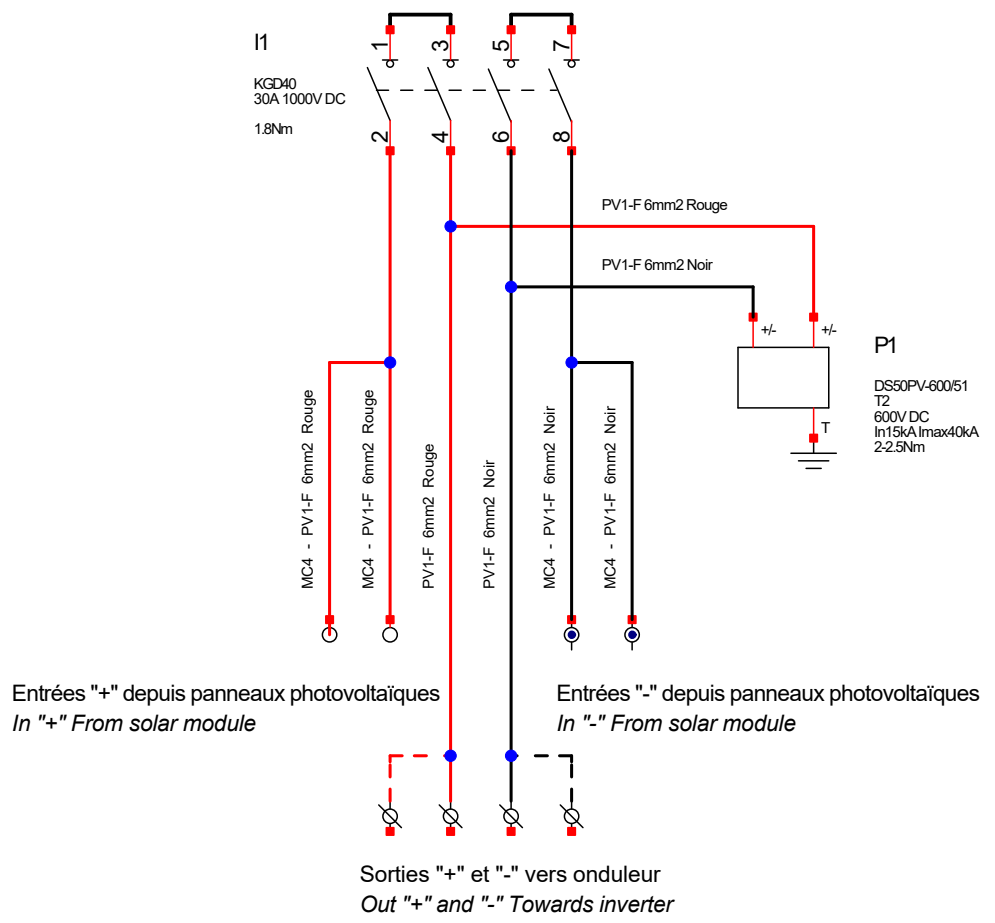 I1
KGD40
30A 1000V DC
1.8Nm
1
3
5
7
2
4
6
8
PV1-F 6mm2 Rouge
PV1-F 6mm2 Noir
+/-
+/-
P1
DS50PV-600/51
T2
600V DC
In15kA Imax40kA
2-2.5Nm
T
MC4 - PV1-F 6mm2 Rouge
MC4 - PV1-F 6mm2 Rouge
PV1-F 6mm2 Rouge
PV1-F 6mm2 Noir
MC4 - PV1-F 6mm2 Noir
MC4 - PV1-F 6mm2 Noir
Entrées "+" depuis panneaux photovoltaïques
In "+" From solar module
Entrées "-" depuis panneaux photovoltaïques
In "-" From solar module
Sorties "+" et "-" vers onduleur
Out "+" and "-" Towards inverter